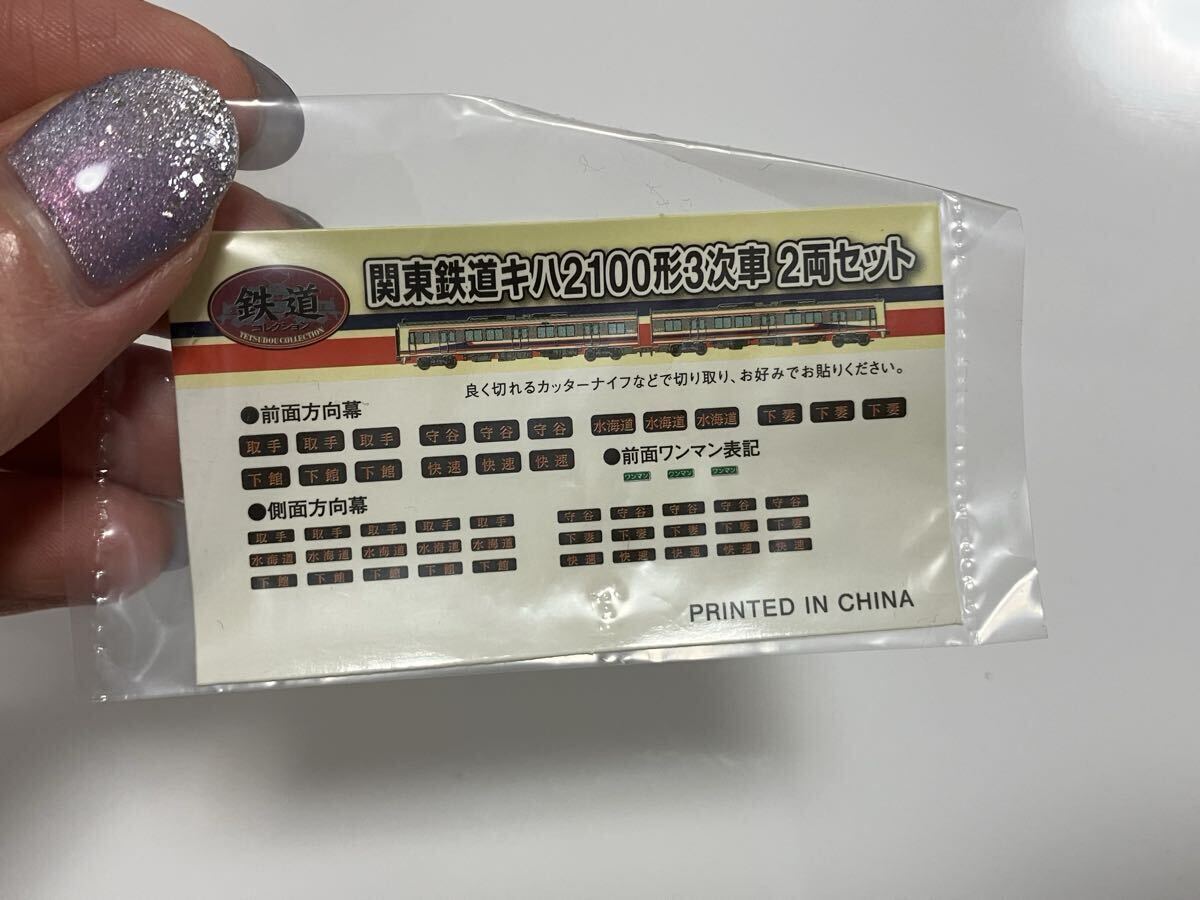 関東鉄道キハ2100形3次車 2両セット
鉄道
コレクション
TETSUDOU COLLECTION
良く切れるカッターナイフなどで切り取り、お好みでお貼りください。
●前面方向幕
取手 取手 取手 守谷 守谷 守谷 水海道 水海道 水海道 下妻 下妻 下妻
下館 下館 下館 快速 快速 快速
●前面ワンマン表記
ワンマン ワンマン ワンマン
●側面方向幕
取手 取手 取手 取手 取手 守谷 守谷 守谷 守谷 守谷
水海道 水海道 水海道 水海道 水海道 下妻 下妻 下妻 下妻 下妻
下館 下館 下館 下館 下館 快速 快速 快速 快速 快速
PRINTED IN CHINA